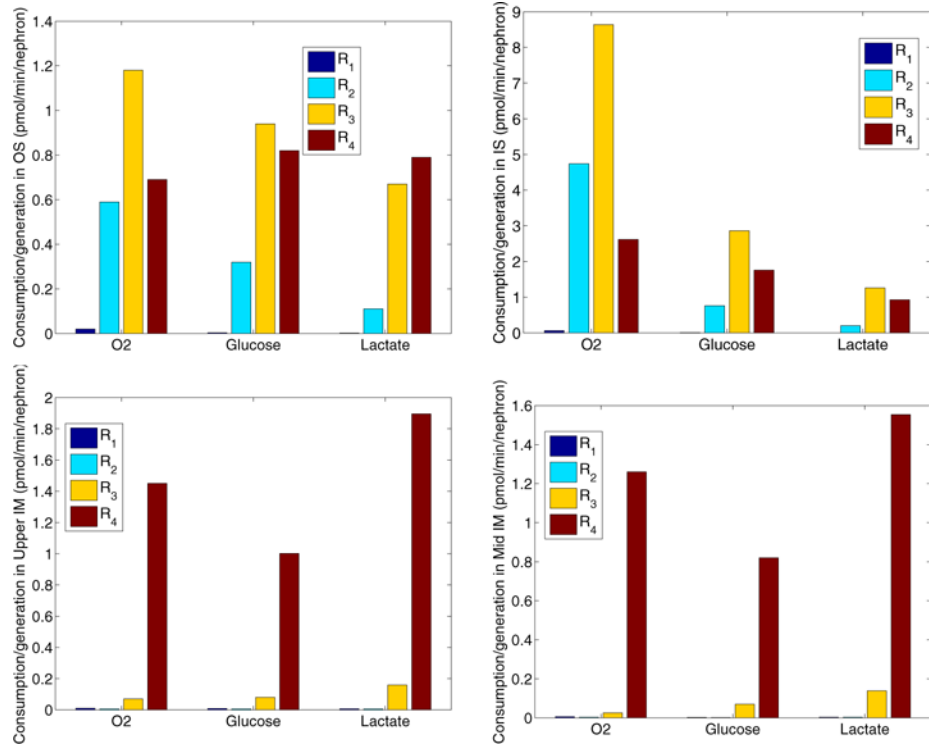 Consumption/generation in OS (pmol/min/nephron)
1.4
1.2
1
0.8
0.6
0.4
0.2
0
R1
R2
R3
R4
O2 Glucose Lactate
Consumption/generation in IS (pmol/min/nephron)
9
8
7
6
5
4
3
2
1
0
R1
R2
R3
R4
O2 Glucose Lactate
Consumption/generation in Upper IM (pmol/min/nephron)
2
1.8
1.6
1.4
1.2
1
0.8
0.6
0.4
0.2
0
R1
R2
R3
R4
O2 Glucose Lactate
Consumption/generation in Mid IM (pmol/min/nephron)
1.6
1.4
1.2
1
0.8
0.6
0.4
0.2
0
R1
R2
R3
R4
O2 Glucose Lactate